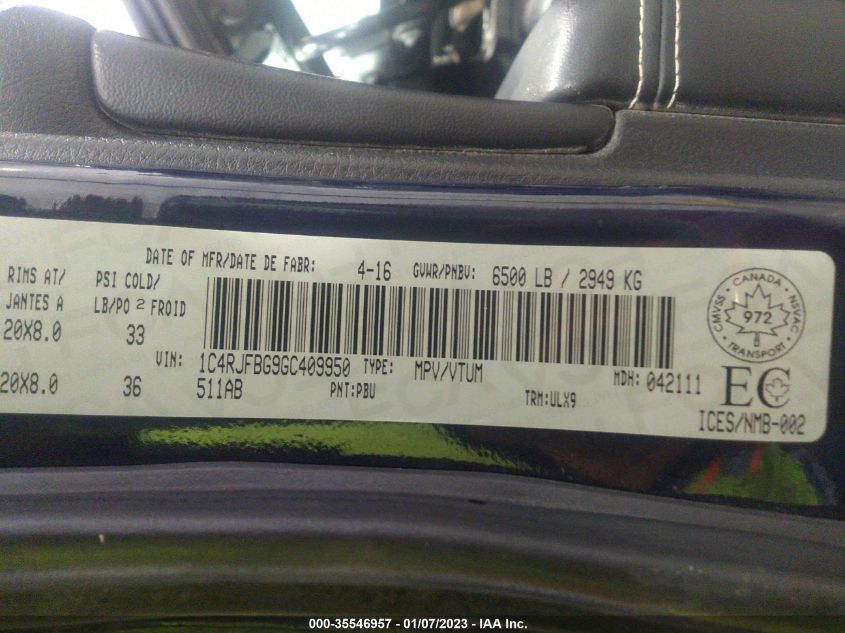 DATE OF MFR/DATE DE FABR: 4-16 GVWR/PNBV: 6500 LB / 2949 KG
RIMS AT/ PSI COLD/
JANTES A LB/PO 2 FROID
20X8.0 33
VIN: 1C4RJFBG9GC409950 TYPE: MPV/VTUM MDH: 042111
20X8.0 36 511AB PNT:PBU TRM:ULX9
CANADA
CMVSS NSVAC
972
TRANSPORT
EC
ICES/NMB-002
000-35546957 - 01/07/2023 - IAA Inc.